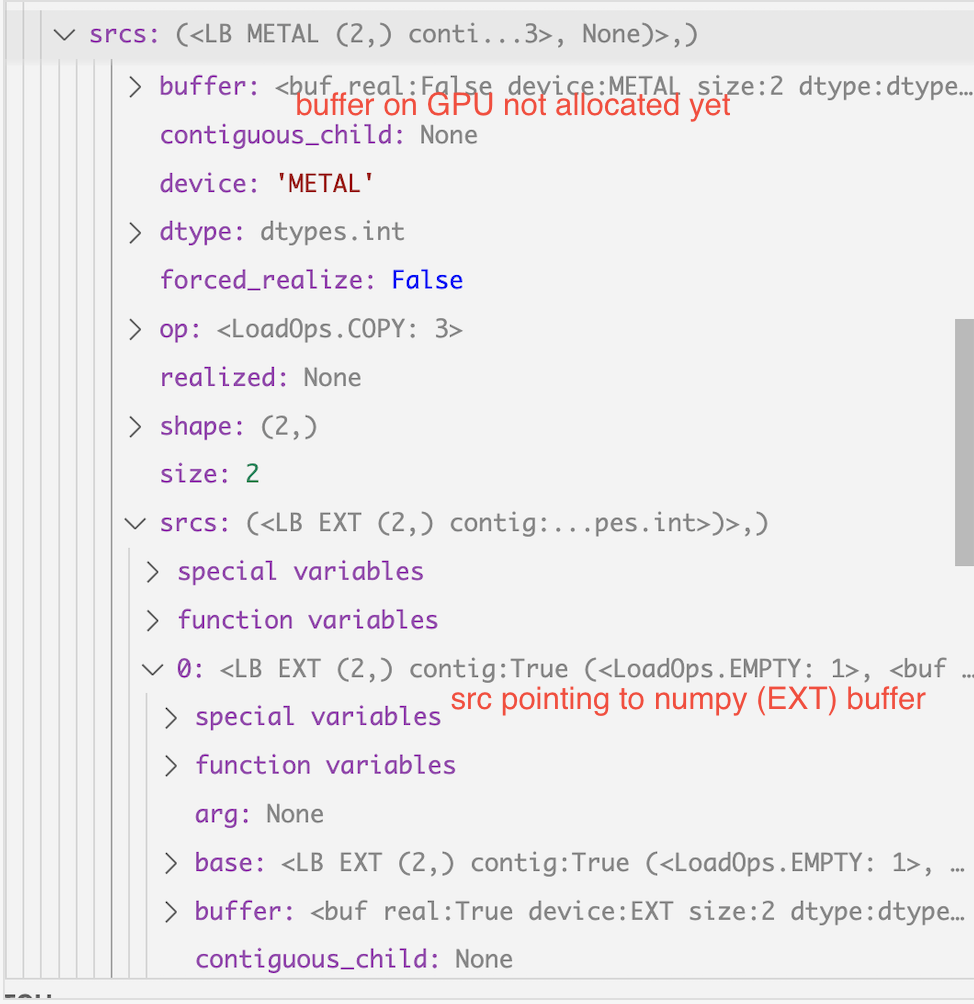 srcs: (<LB METAL (2,) conti...3>, None)>,)
buffer: <buf real:False device:METAL size:2 dtype:dtype…
buffer on GPU not allocated yet
contiguous_child: None
device: 'METAL'
dtype: dtypes.int
forced_realize: False
op: <LoadOps.COPY: 3>
realized: None
shape: (2,)
size: 2
srcs: (<LB EXT (2,) contig:...pes.int>)>,)
special variables
function variables
0: <LB EXT (2,) contig:True (<LoadOps.EMPTY: 1>, <buf …
src pointing to numpy (EXT) buffer
special variables
function variables
arg: None
base: <LB EXT (2,) contig:True (<LoadOps.EMPTY: 1>, …
buffer: <buf real:True device:EXT size:2 dtype:dtype…
contiguous_child: None